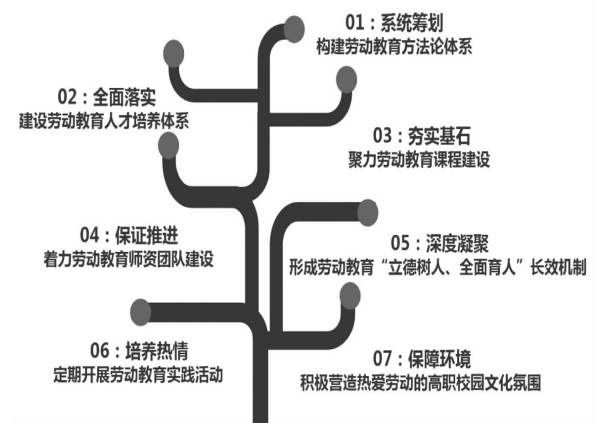 01：系统筹划
构建劳动教育方法论体系
02：全面落实
建设劳动教育人才培养体系
03：夯实基石
聚力劳动教育课程建设
04：保证推进
着力劳动教育师资团队建设
05：深度凝聚
形成劳动教育“立德树人、全面育人”长效机制
06：培养热情
定期开展劳动教育实践活动
07：保障环境
积极营造热爱劳动的高职校园文化氛围